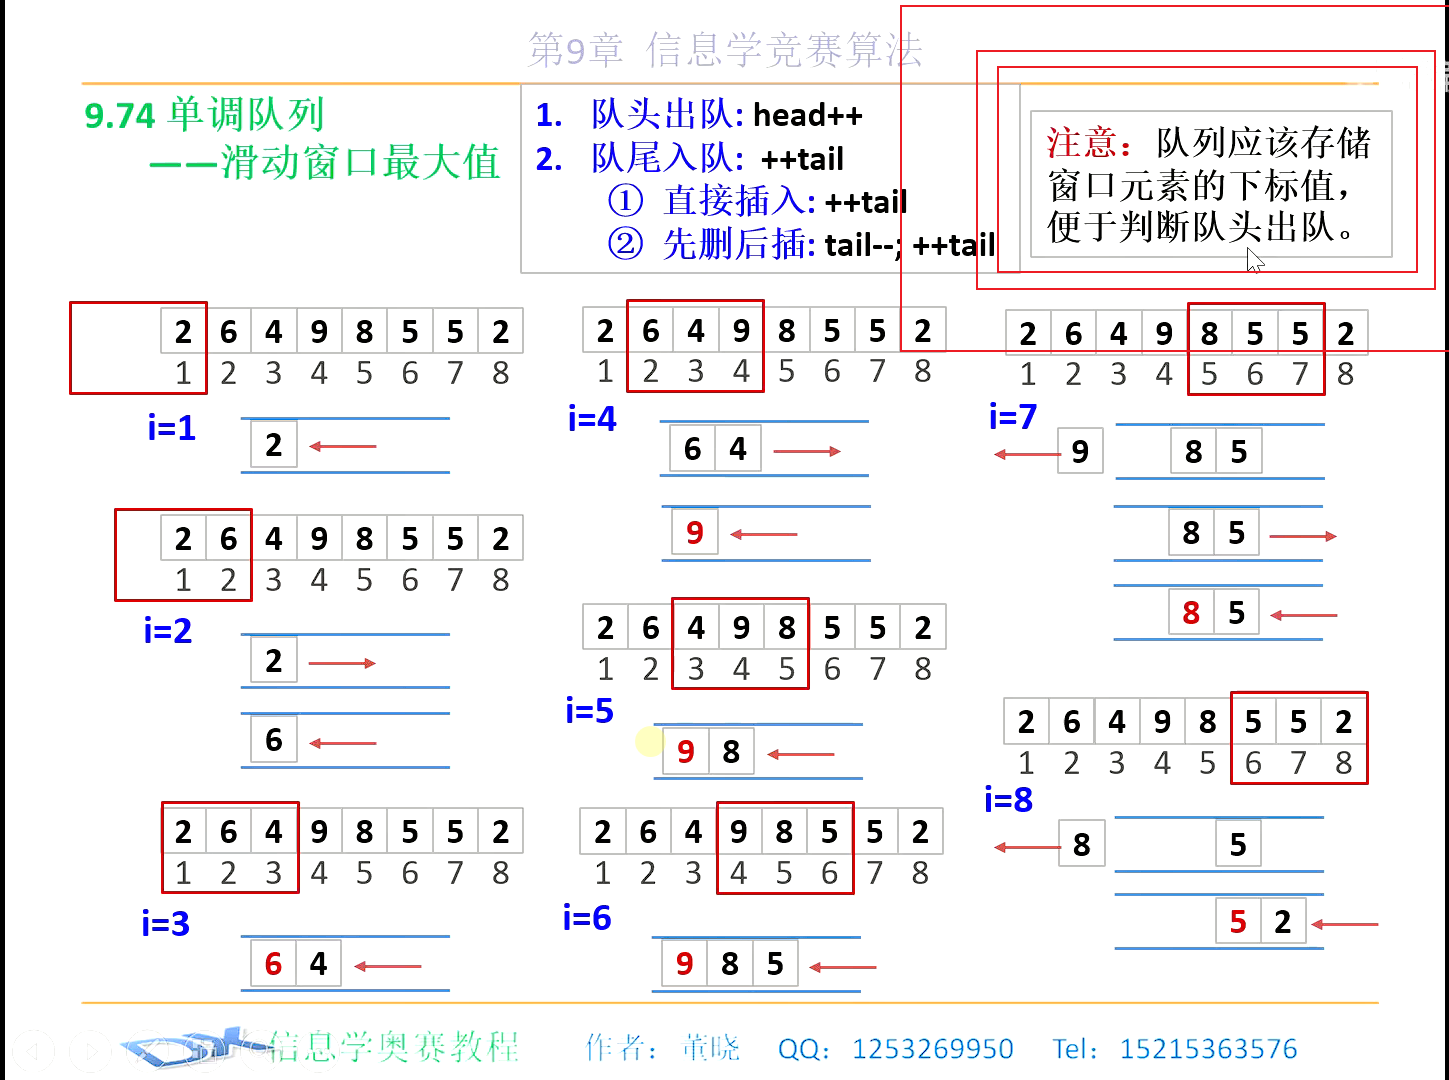 第9章 信息学竞赛算法
9.74 单调队列
——滑动窗口最大值
1. 队头出队: head++
2. 队尾入队: ++tail
① 直接插入: ++tail
② 先删后插: tail--; ++tail
注意：队列应该存储
窗口元素的下标值，
便于判断队头出队。
2 6 4 9 8 5 5 2
1 2 3 4 5 6 7 8
i=1
2
2 6 4 9 8 5 5 2
1 2 3 4 5 6 7 8
i=2
2
6
2 6 4 9 8 5 5 2
1 2 3 4 5 6 7 8
i=3
6 4
2 6 4 9 8 5 5 2
1 2 3 4 5 6 7 8
i=4
6 4
9
2 6 4 9 8 5 5 2
1 2 3 4 5 6 7 8
i=5
9 8
2 6 4 9 8 5 5 2
1 2 3 4 5 6 7 8
i=6
9 8 5
2 6 4 9 8 5 5 2
1 2 3 4 5 6 7 8
i=7
9 8 5
8 5
8 5
2 6 4 9 8 5 5 2
1 2 3 4 5 6 7 8
i=8
8 5
5 2
信息学奥赛教程 作者：董晓 QQ：1253269950 Tel：15215363576